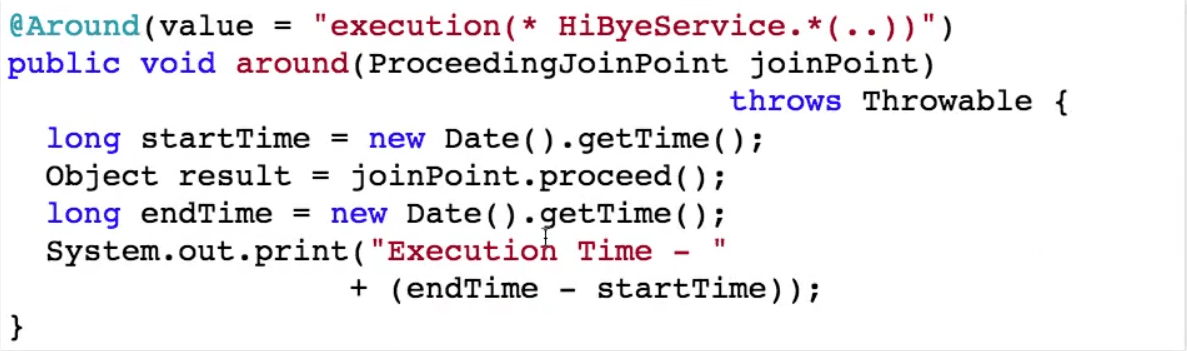 @Around(value = "execution(* HiByeService.*(..))")
public void around(ProceedingJoinPoint joinPoint)
throws Throwable {
long startTime = new Date().getTime();
Object result = joinPoint.proceed();
long endTime = new Date().getTime();
System.out.print("Execution Time - "
+ (endTime - startTime));
}